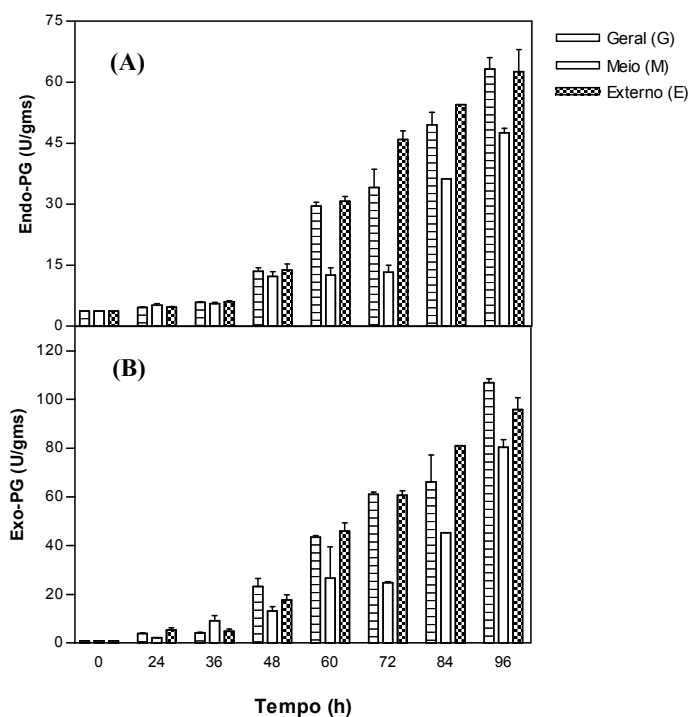 75
60
45
30
15
0
Endo-PG (U/gms)
(A)
Geral (G)
Meio (M)
Externo (E)
120
100
80
60
40
20
0
Exo-PG (U/gms)
(B)
0 24 36 48 60 72 84 96
Tempo (h)